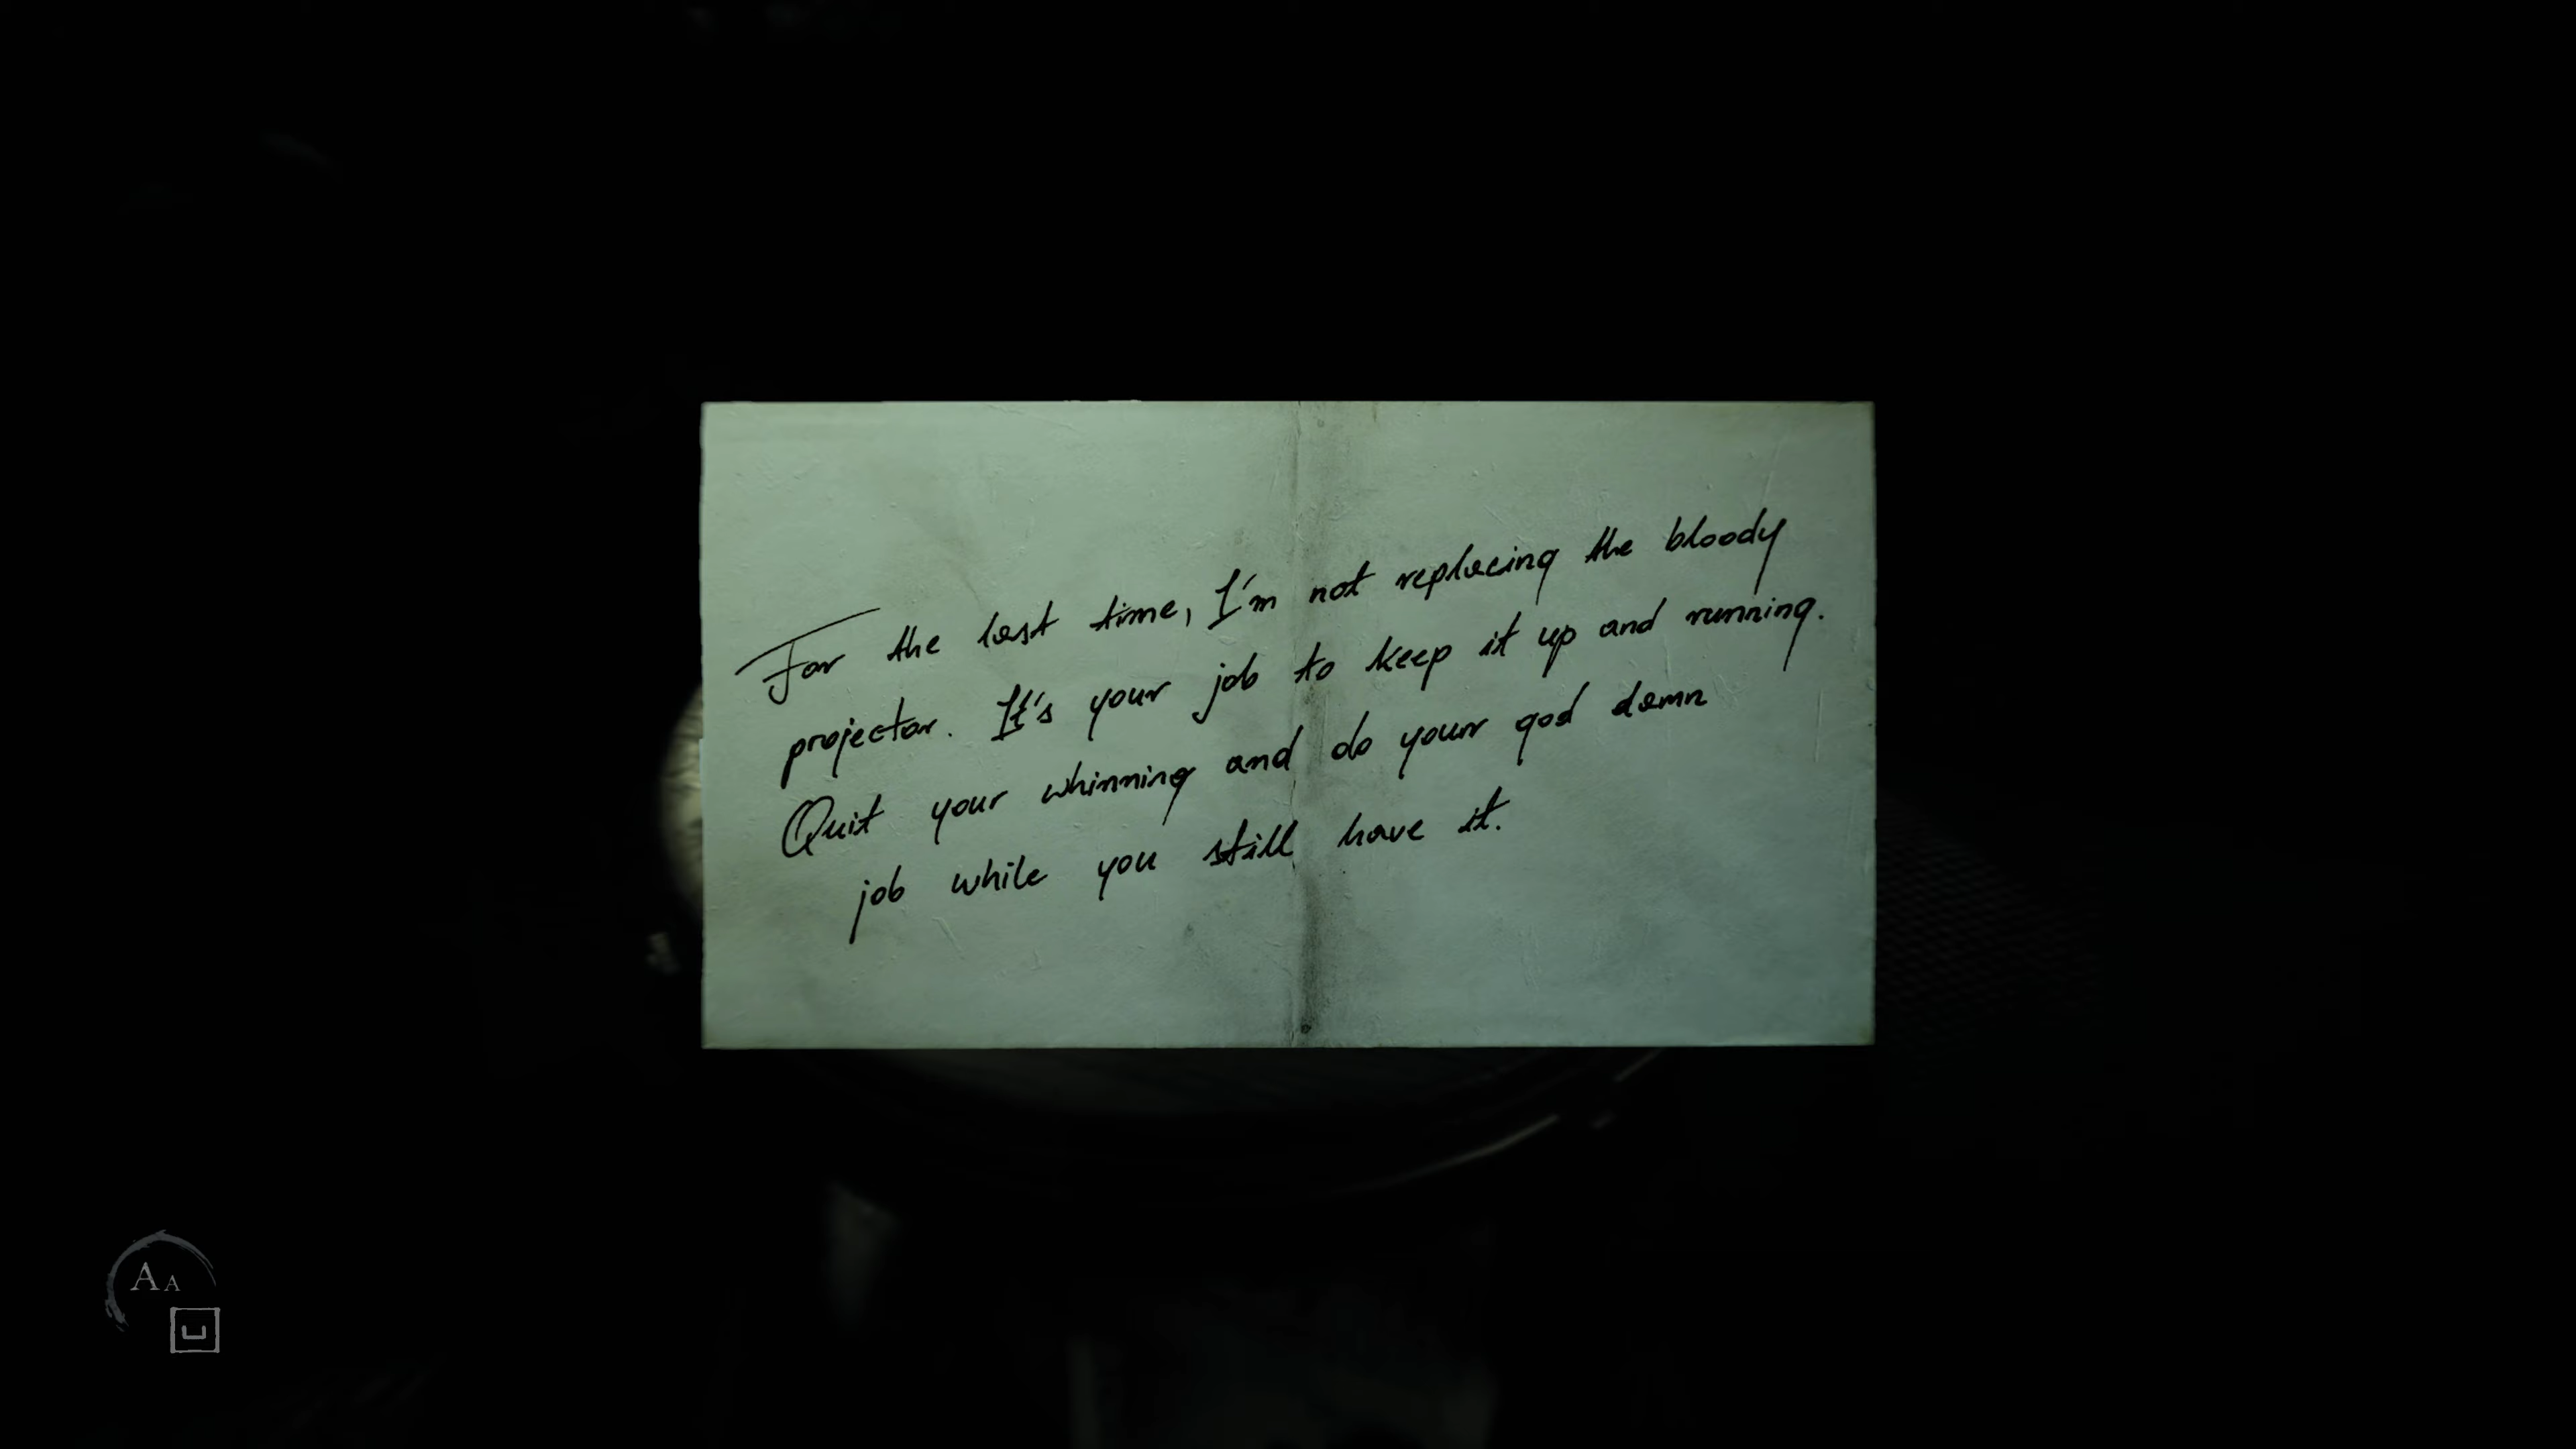 For the last time, I'm not replacing the bloody
projector. It's your job to keep it up and running.
Quit your whinning and do your god damn
job while you still have it.
AA